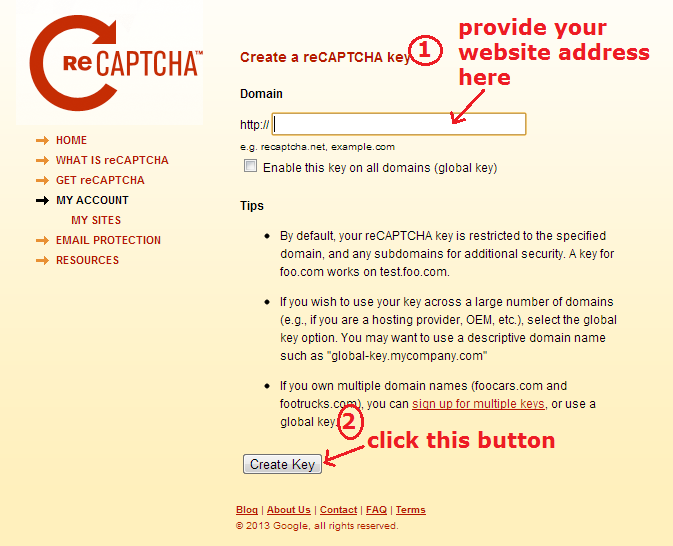 reCAPTCHA™
HOME
WHAT IS reCAPTCHA
GET reCAPTCHA
MY ACCOUNT
MY SITES
EMAIL PROTECTION
RESOURCES
Create a reCAPTCHA key
1
provide your
website address
here
Domain
http://
e.g. recaptcha.net, example.com
Enable this key on all domains (global key)
Tips
• By default, your reCAPTCHA key is restricted to the specified
domain, and any subdomains for additional security. A key for
foo.com works on test.foo.com.
• If you wish to use your key across a large number of domains
(e.g., if you are a hosting provider, OEM, etc.), select the global
key option. You may want to use a descriptive domain name
such as "global-key.mycompany.com"
• If you own multiple domain names (foocars.com and
footrucks.com), you can sign up for multiple keys, or use a
global key.
2
click this button
Create Key
Blog | About Us | Contact | FAQ | Terms
© 2013 Google, all rights reserved.